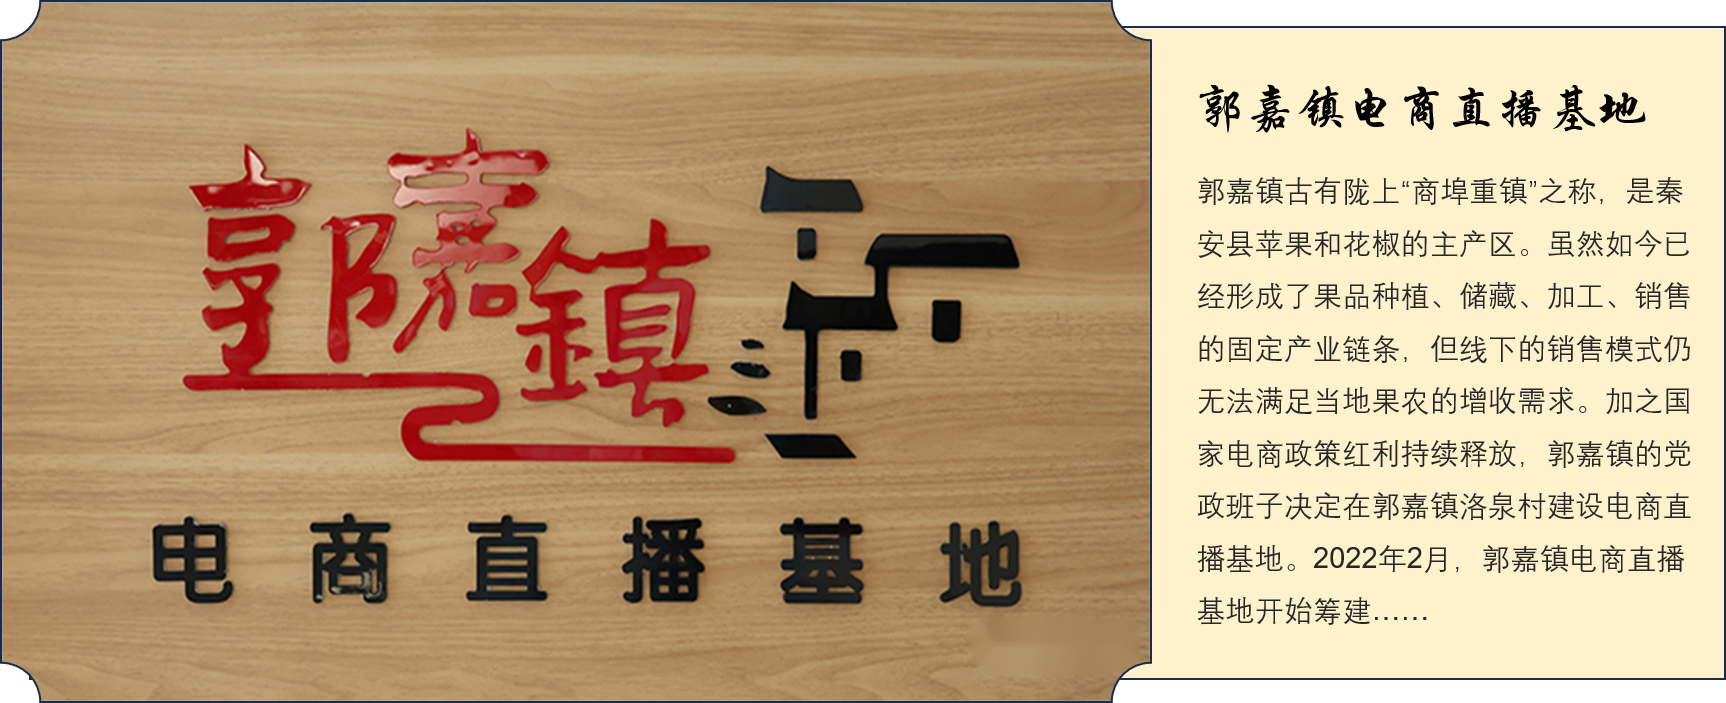 郭嘉镇
电商直播基地
郭嘉镇电商直播基地
郭嘉镇古有陇上“商埠重镇”之称，是秦
安县苹果和花椒的主产区。虽然如今已
经形成了果品种植、储藏、加工、销售
的固定产业链条，但线下的销售模式仍
无法满足当地果农的增收需求。加之国
家电商政策红利持续释放，郭嘉镇的党
政班子决定在郭嘉镇洛泉村建设电商直
播基地。2022年2月，郭嘉镇电商直播
基地开始筹建……